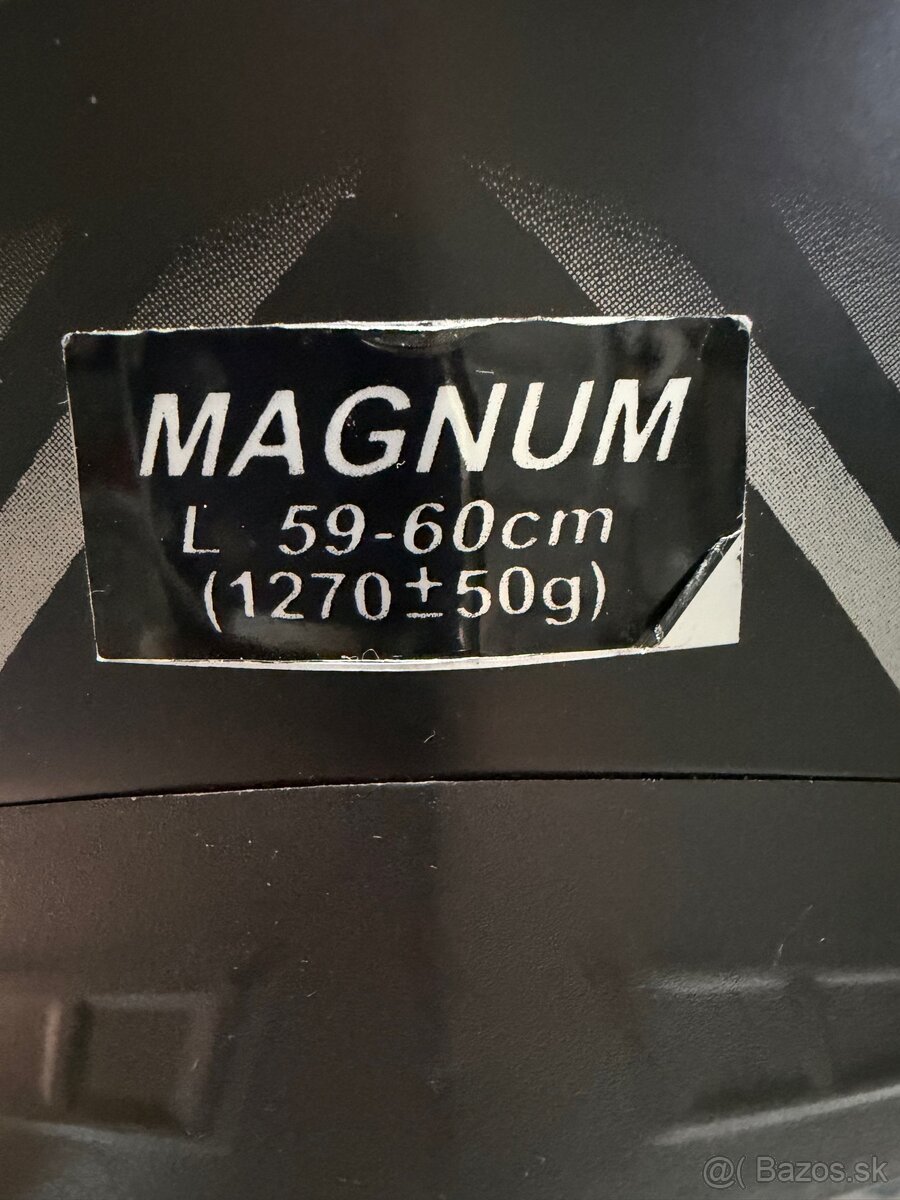 MAGNUM
L 59-60cm
(1270±50g)
@( Bazos.sk